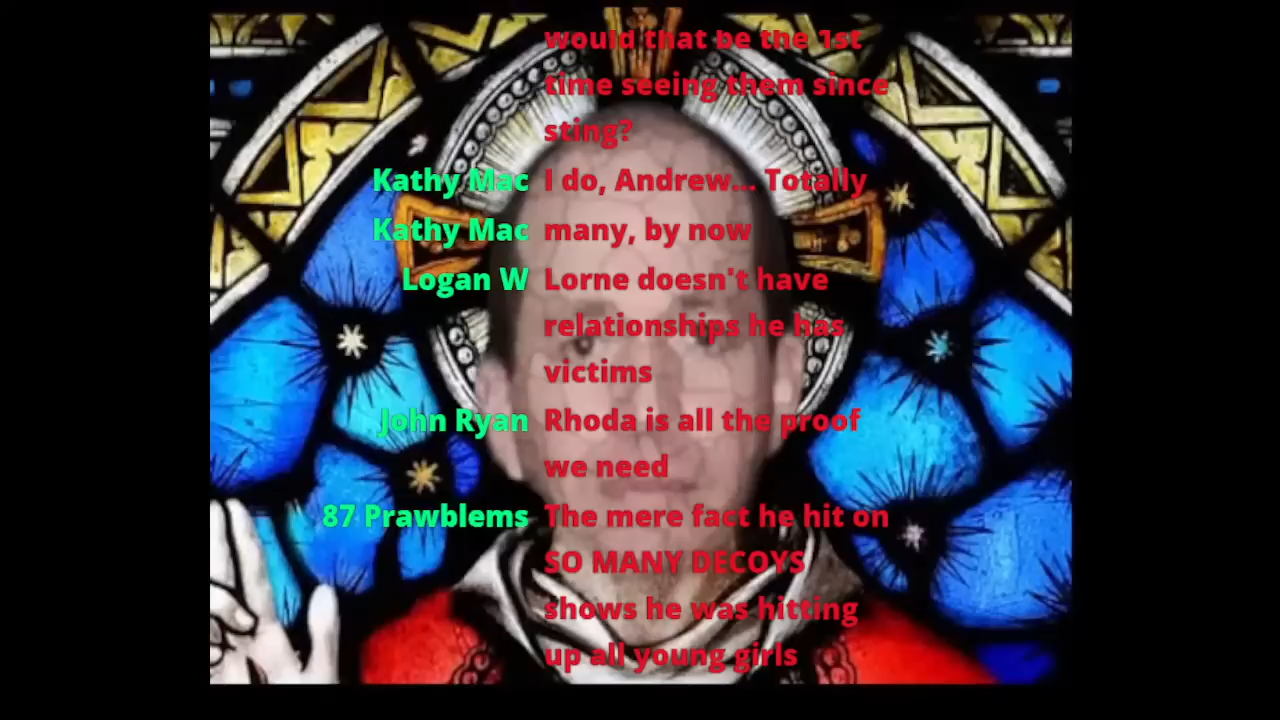 would that be the 1st
time seeing them since
sting?
Kathy Mac I do, Andrew... Totally
Kathy Mac many, by now
Logan W Lorne doesn't have
relationships he has
victims
John Ryan Rhoda is all the proof
we need
87 Prawblems The mere fact he hit on
SO MANY DECOYS
shows he was hitting
up all young girls